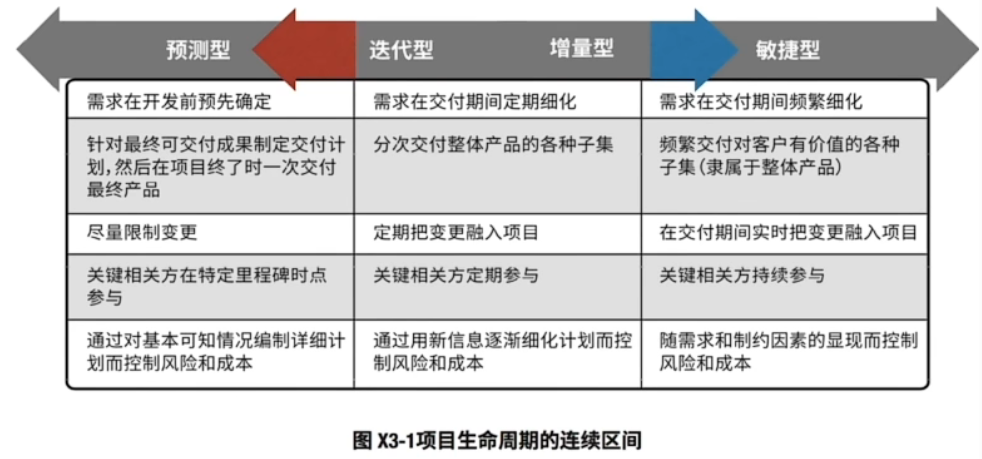 预测型 迭代型 增量型 敏捷型
需求在开发前预先确定 需求在交付期间定期细化 需求在交付期间频繁细化
针对最终可交付成果制定交付计
划,然后在项目终了时一次交付
最终产品
分次交付整体产品的各种子集
频繁交付对客户有价值的各种
子集(隶属于整体产品)
尽量限制变更 定期把变更融入项目 在交付期间实时把变更融入项目
关键相关方在特定里程碑时点
参与
关键相关方定期参与
关键相关方持续参与
通过对基本可知情况编制详细计
划而控制风险和成本
通过用新信息逐渐细化计划而控
制风险和成本
随需求和制约因素的显现而控制
风险和成本
图 X3-1项目生命周期的连续区间